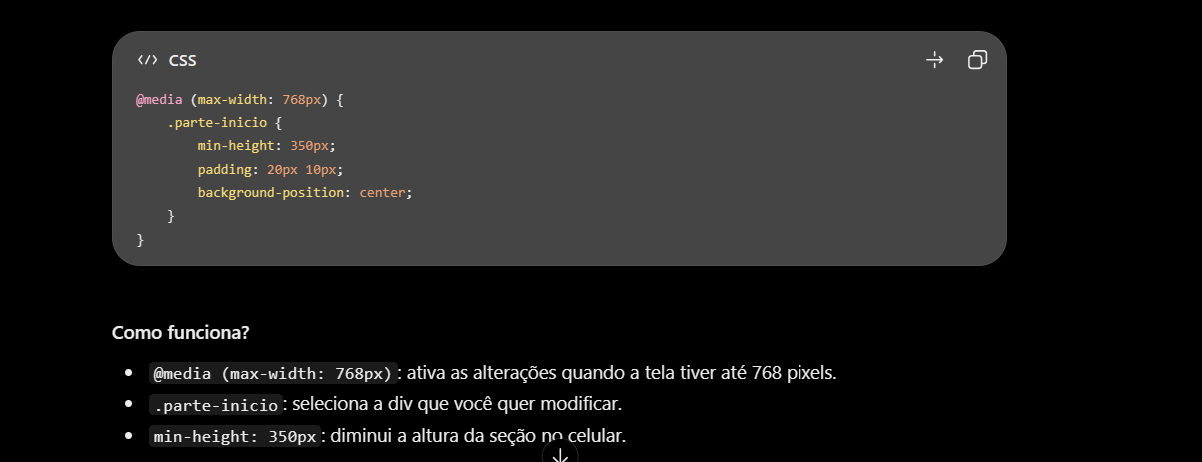 </> CSS
@media (max-width: 768px) {
    .parte-inicio {
        min-height: 350px;
        padding: 20px 10px;
        background-position: center;
    }
}
Como funciona?
• @media (max-width: 768px): ativa as alterações quando a tela tiver até 768 pixels.
• .parte-inicio: seleciona a div que você quer modificar.
• min-height: 350px: diminui a altura da seção no celular.